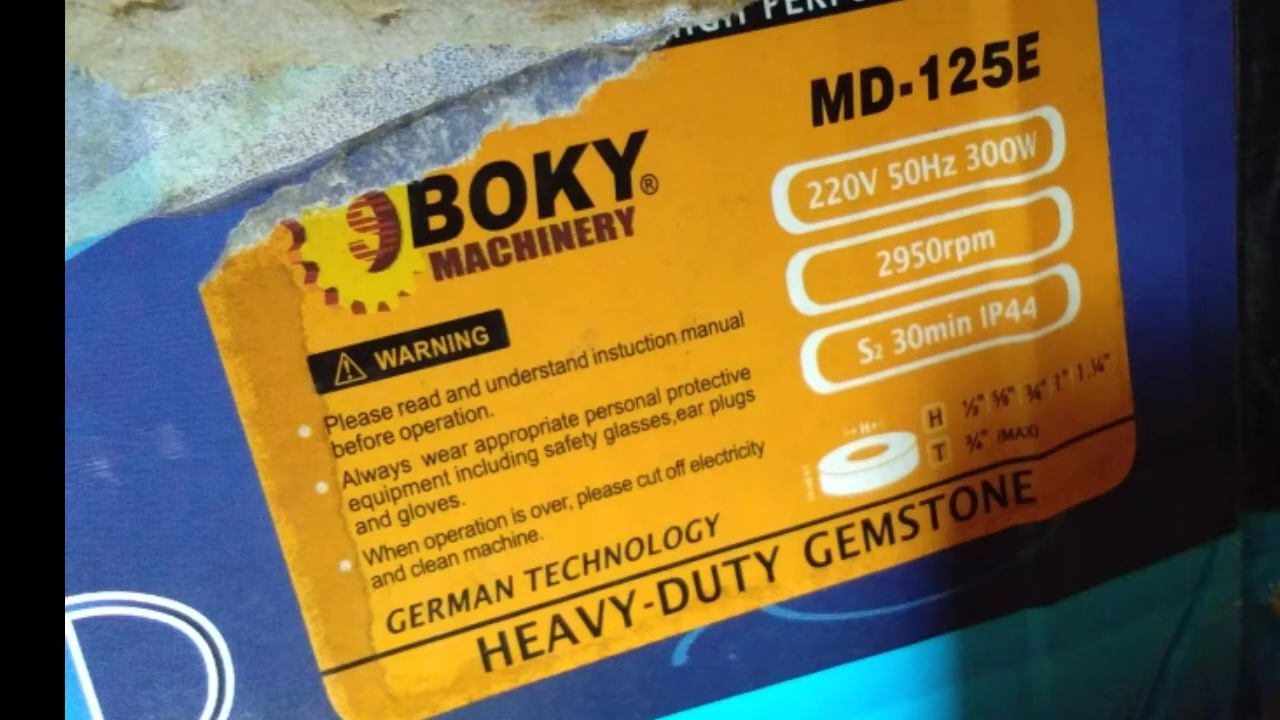 HIGH
MD-125E
BOKY®
MACHINERY
220V 50Hz 300W
2950rpm
S2 30min IP44
WARNING
Please read and understand instuction manual
before operation.
Always wear appropriate personal protective
equipment including safety glasses,ear plugs
and gloves.
When operation is over, please cut off electricity
and clean machine.
H ½" ⅝" ¾" 1" 1.¼"
T ¾" (MAX)
GERMAN TECHNOLOGY
HEAVY-DUTY GEMSTONE